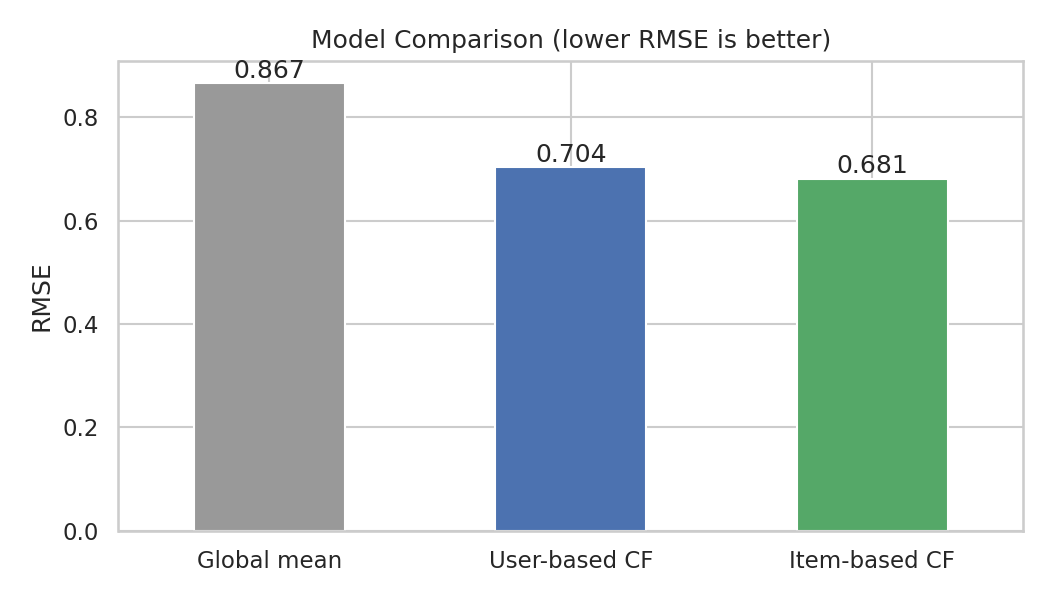 Model Comparison (lower RMSE is better)
0.867
0.704
0.681
0.8
0.6
0.4
0.2
0.0
RMSE
Global mean
User-based CF
Item-based CF